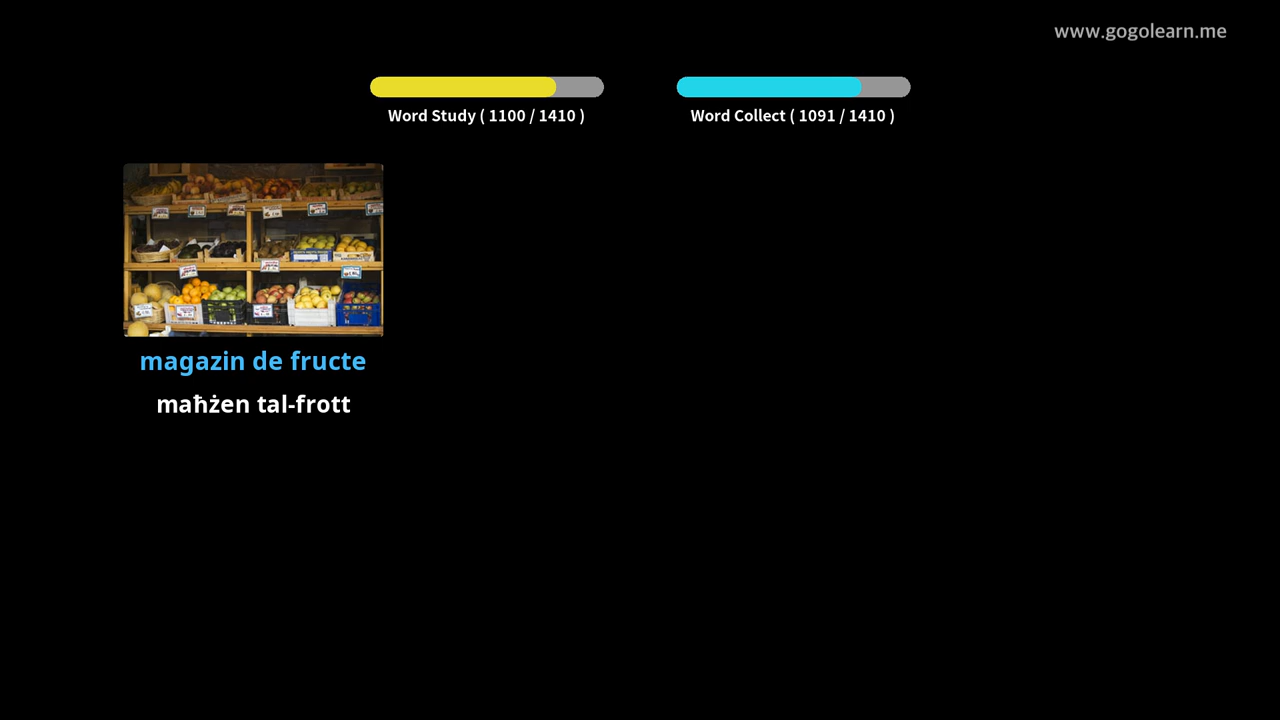 www.gogolearn.me
Word Study ( 1100 / 1410 )
Word Collect ( 1091 / 1410 )
magazin de fructe
maħżen tal-frott